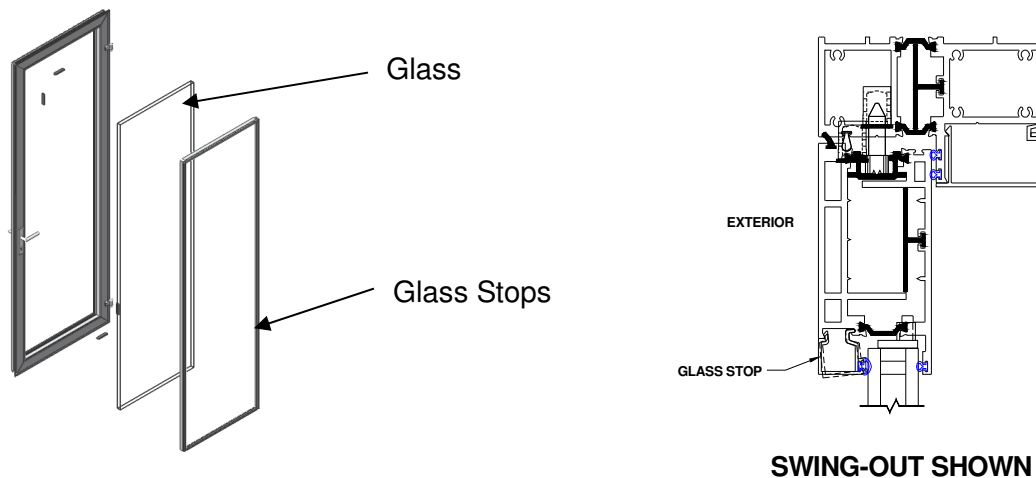 Glass
Glass Stops
EXTERIOR
GLASS STOP
SWING-OUT SHOWN